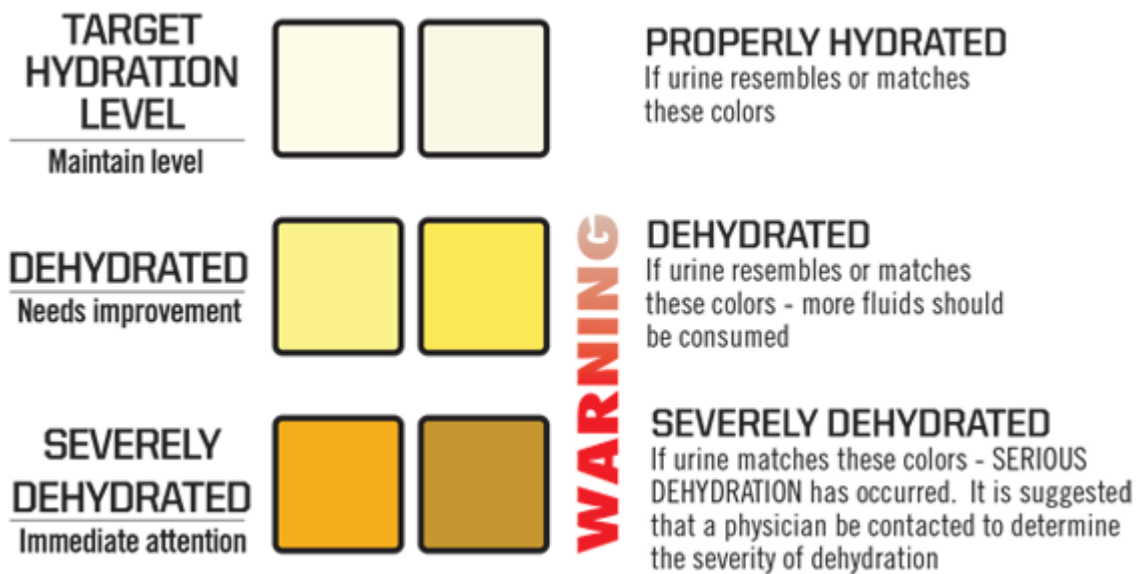 TARGET
HYDRATION
LEVEL
Maintain level
PROPERLY HYDRATED
If urine resembles or matches
these colors
DEHYDRATED
Needs improvement
WARNING
DEHYDRATED
If urine resembles or matches
these colors - more fluids should
be consumed
SEVERELY
DEHYDRATED
Immediate attention
SEVERELY DEHYDRATED
If urine matches these colors - SERIOUS
DEHYDRATION has occurred. It is suggested
that a physician be contacted to determine
the severity of dehydration